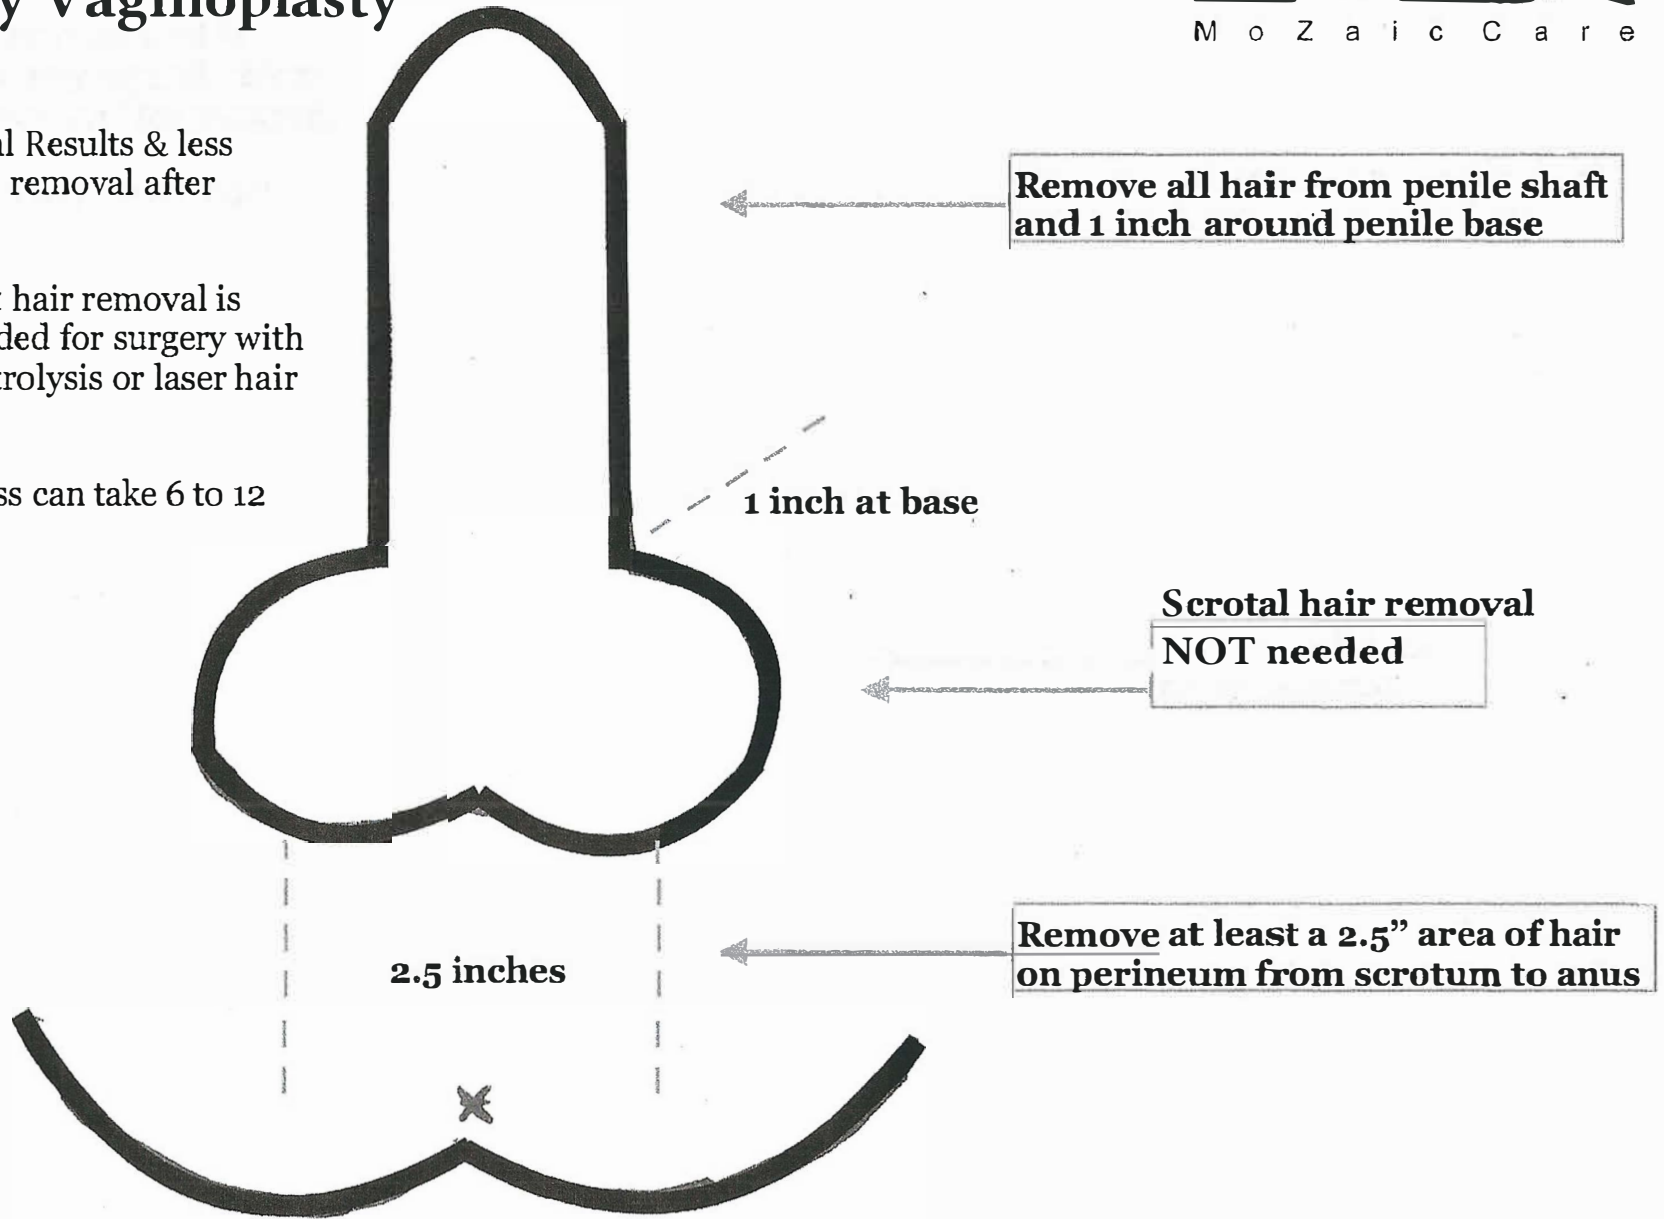 y Vaginoplasty
MoZaic Care
al Results & less
removal after
hair removal is
ded for surgery with
trolysis or laser hair
ss can take 6 to 12
Remove all hair from penile shaft
and 1 inch around penile base
1 inch at base
Scrotal hair removal
NOT needed
2.5 inches
Remove at least a 2.5” area of hair
on perineum from scrotum to anus